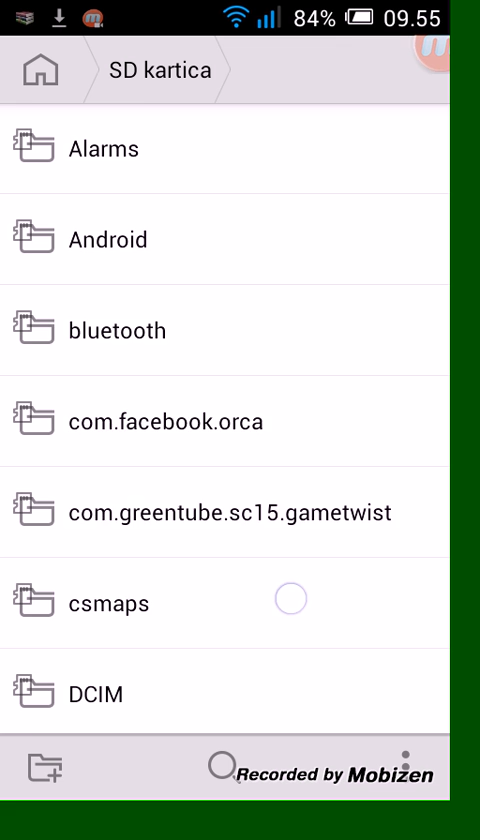 84% 09.55
SD kartica
Alarms
Android
bluetooth
com.facebook.orca
com.greentube.sc15.gametwist
csmaps
DCIM
Recorded by Mobizen